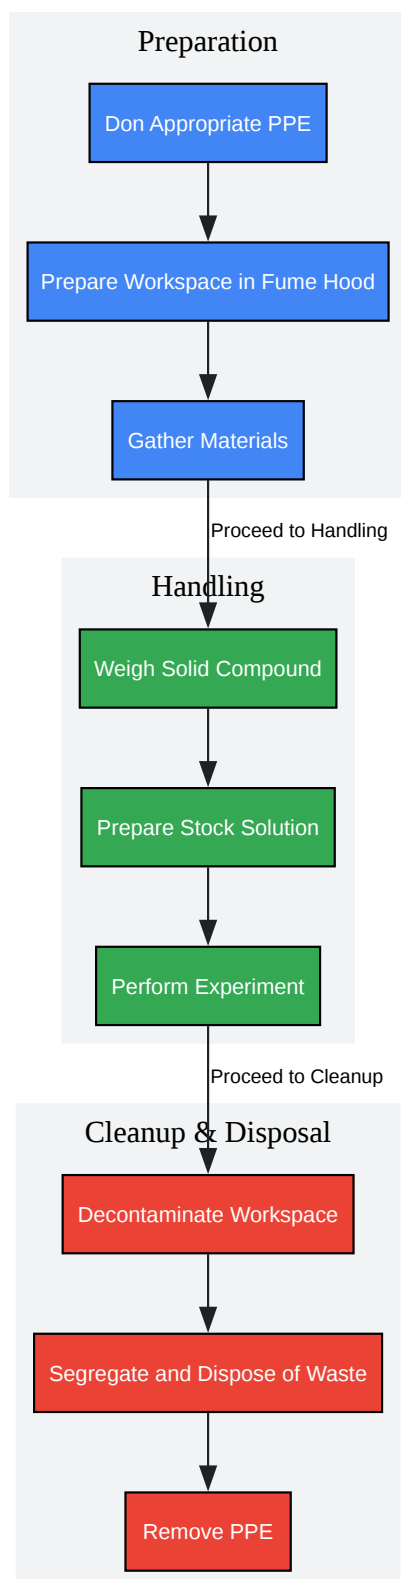 Preparation
Don Appropriate PPE
Prepare Workspace in Fume Hood
Gather Materials
Proceed to Handling
Handling
Weigh Solid Compound
Prepare Stock Solution
Perform Experiment
Proceed to Cleanup
Cleanup & Disposal
Decontaminate Workspace
Segregate and Dispose of Waste
Remove PPE